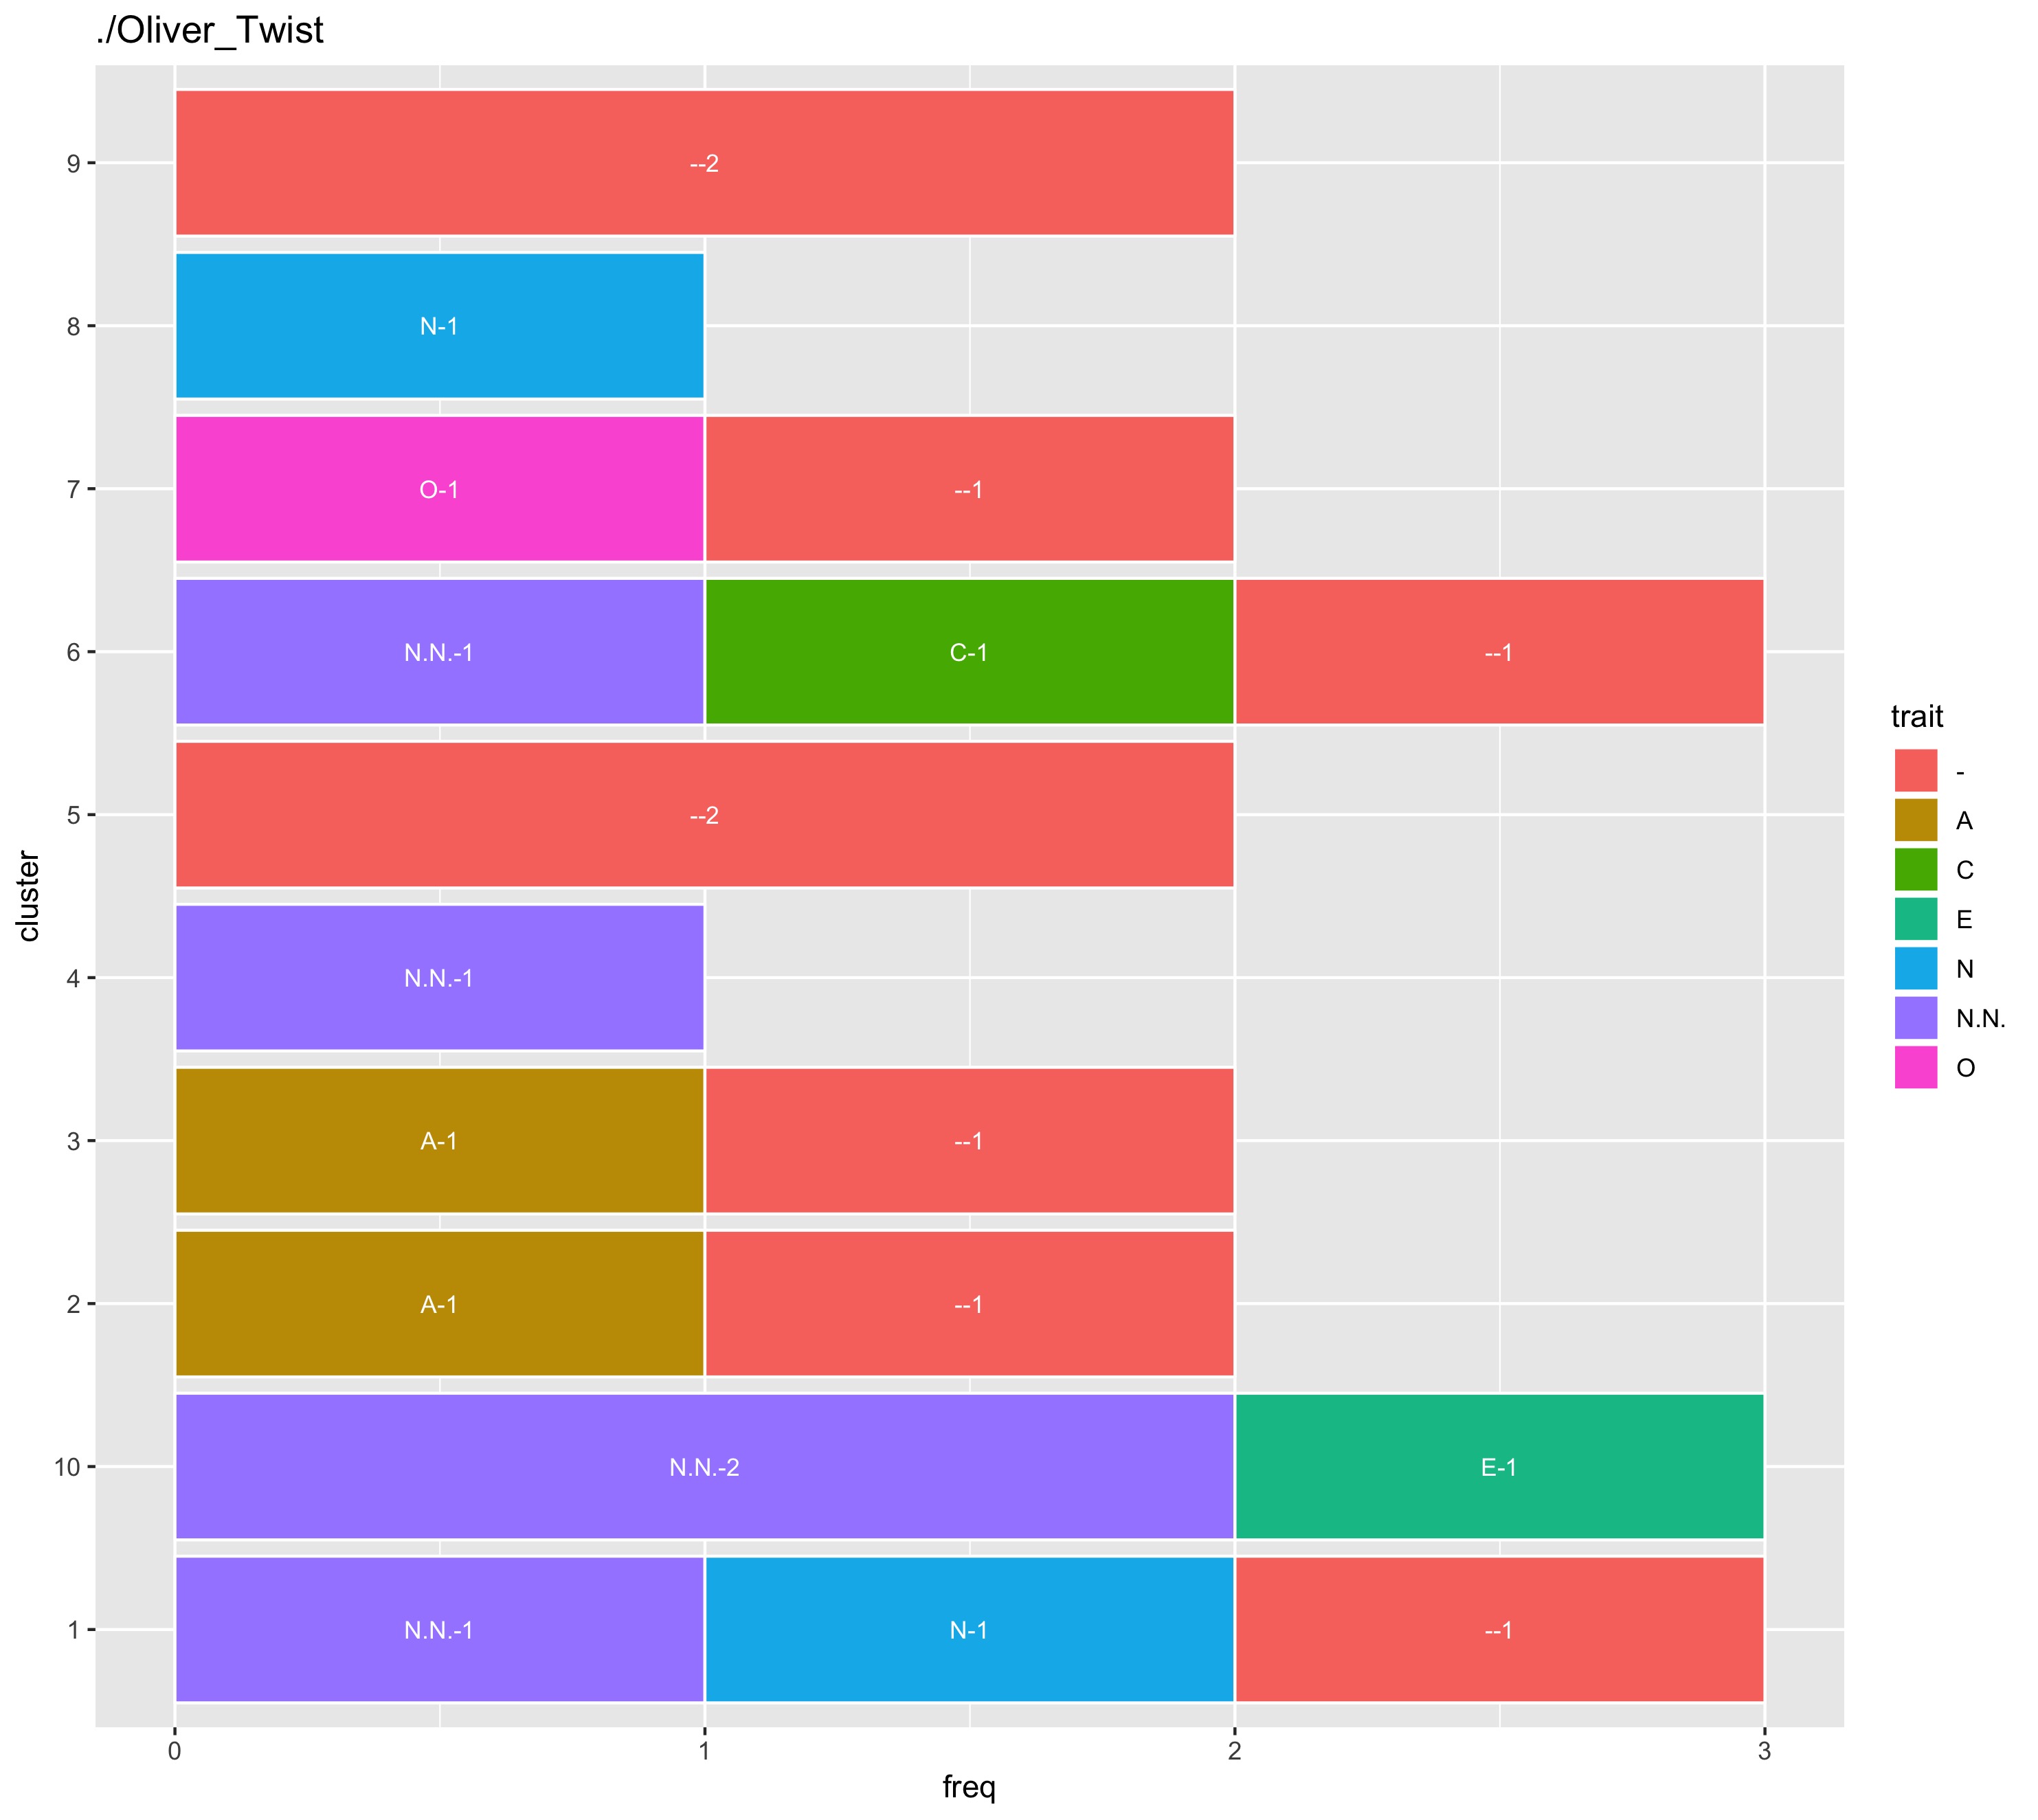 ./Oliver_Twist
cluster
9
--2
8
N-1
7
O-1 --1
6
N.N.-1 C-1 --1
5
--2
4
N.N.-1
3
A-1 --1
2
A-1 --1
10
N.N.-2 E-1
1
N.N.-1 N-1 --1
0 1 2 3
freq
trait
-
A
C
E
N
N.N.
O